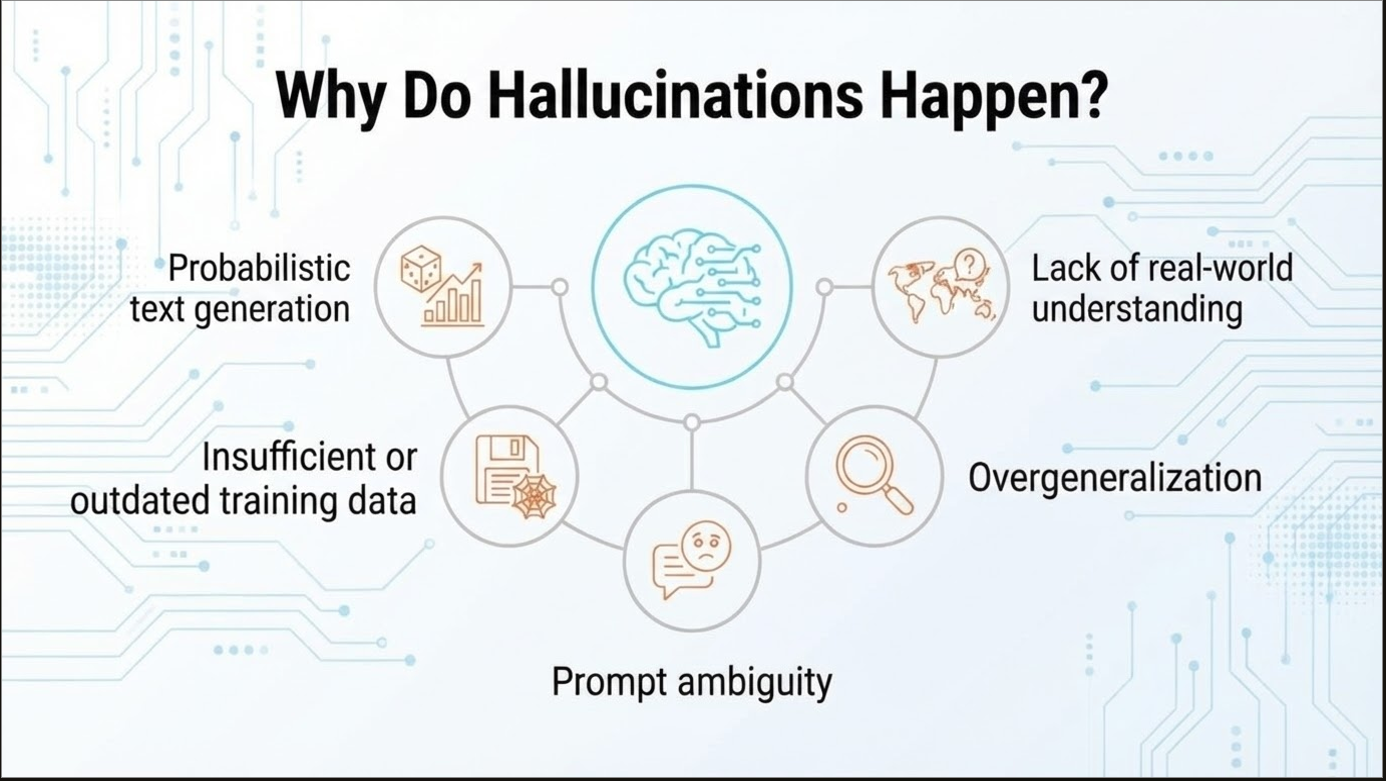 Why Do Hallucinations Happen?
Probabilistic
text generation
Lack of real-world
understanding
?
Insufficient or
outdated training data
Overgeneralization
Prompt ambiguity